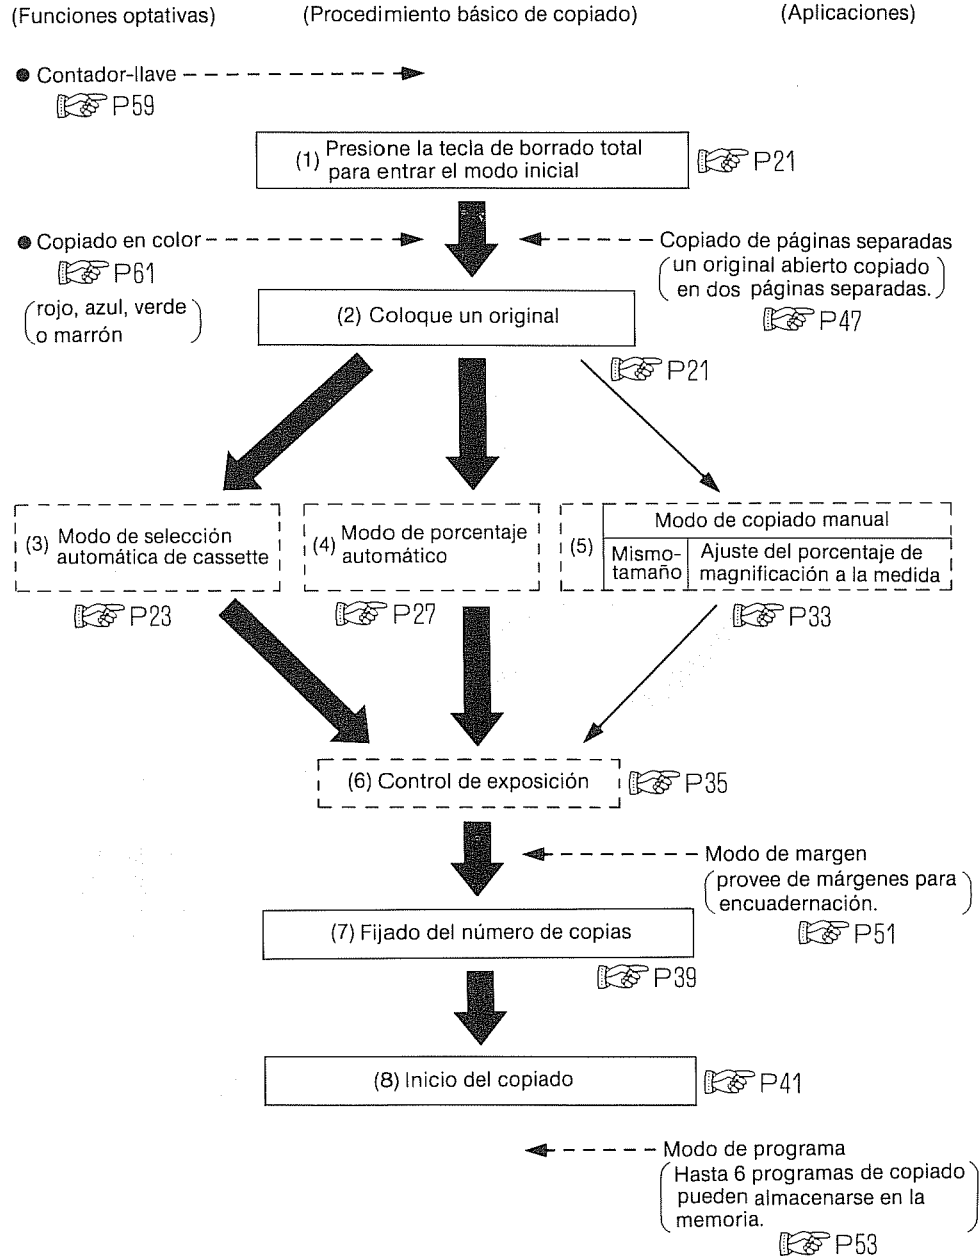 (Funciones optativas)
(Procedimiento básico de copiado)
(Aplicaciones)
● Contador-llave
P59
(1) Presione la tecla de borrado total
para entrar el modo inicial
P21
● Copiado en color
P61
(rojo, azul, verde
o marrón)
Copiado de páginas separadas
(un original abierto copiado
en dos páginas separadas.)
P47
(2) Coloque un original
P21
(3) Modo de selección
automática de cassette
P23
(4) Modo de porcentaje
automático
P27
(5) Modo de copiado manual
Mismo-
tamaño
Ajuste del porcentaje de
magnificación a la medida
P33
(6) Control de exposición
P35
Modo de margen
(provee de márgenes para
encuadernación.)
P51
(7) Fijado del número de copias
P39
(8) Inicio del copiado
P41
Modo de programa
(Hasta 6 programas de copiado
pueden almacenarse en la
memoria.)
P53